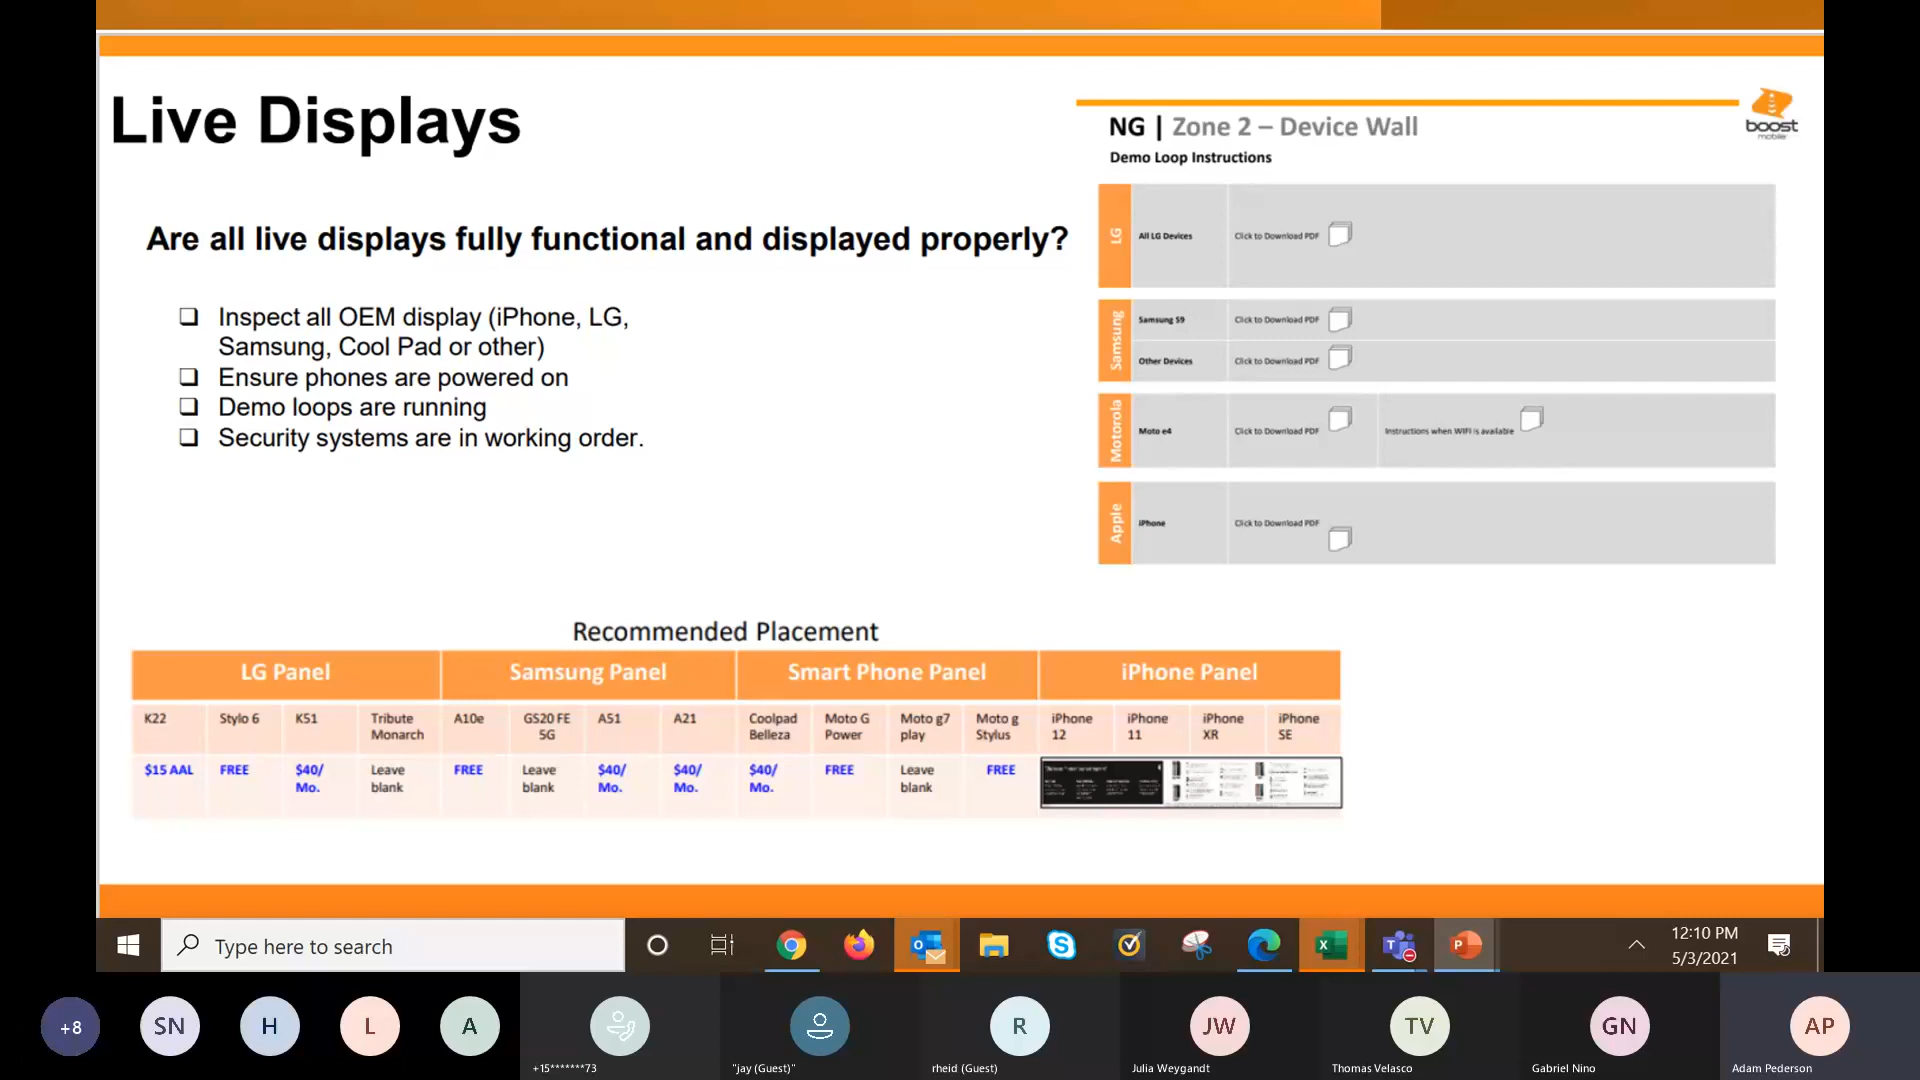 Live Displays
Are all live displays fully functional and displayed properly?
❑ Inspect all OEM display (iPhone, LG,
Samsung, Cool Pad or other)
❑ Ensure phones are powered on
❑ Demo loops are running
❑ Security systems are in working order.
NG | Zone 2 – Device Wall
boost
mobile
Demo Loop Instructions
LG
All LG Devices
Click to Download PDF
Samsung
Samsung S9
Click to Download PDF
Other Devices
Click to Download PDF
Motorola
Moto e4
Click to Download PDF
Instructions when WIFI is available
Apple
iPhone
Click to Download PDF
Recommended Placement
LG Panel Samsung Panel Smart Phone Panel iPhone Panel
K22 Stylo 6 K51 Tribute Monarch A10e GS20 FE 5G A51 A21 Coolpad Belleza Moto G Power Moto g7 play Moto g Stylus iPhone 12 iPhone 11 iPhone XR iPhone SE
$15 AAL FREE $40/ Mo. Leave blank FREE Leave blank $40/ Mo. $40/ Mo. $40/ Mo. FREE Leave blank FREE
Type here to search
12:10 PM
5/3/2021
+8 SN H L A R JW TV GN AP
+15*******73 "jay (Guest)" rheid (Guest) Julia Weygandt Thomas Velasco Gabriel Nino Adam Pederson